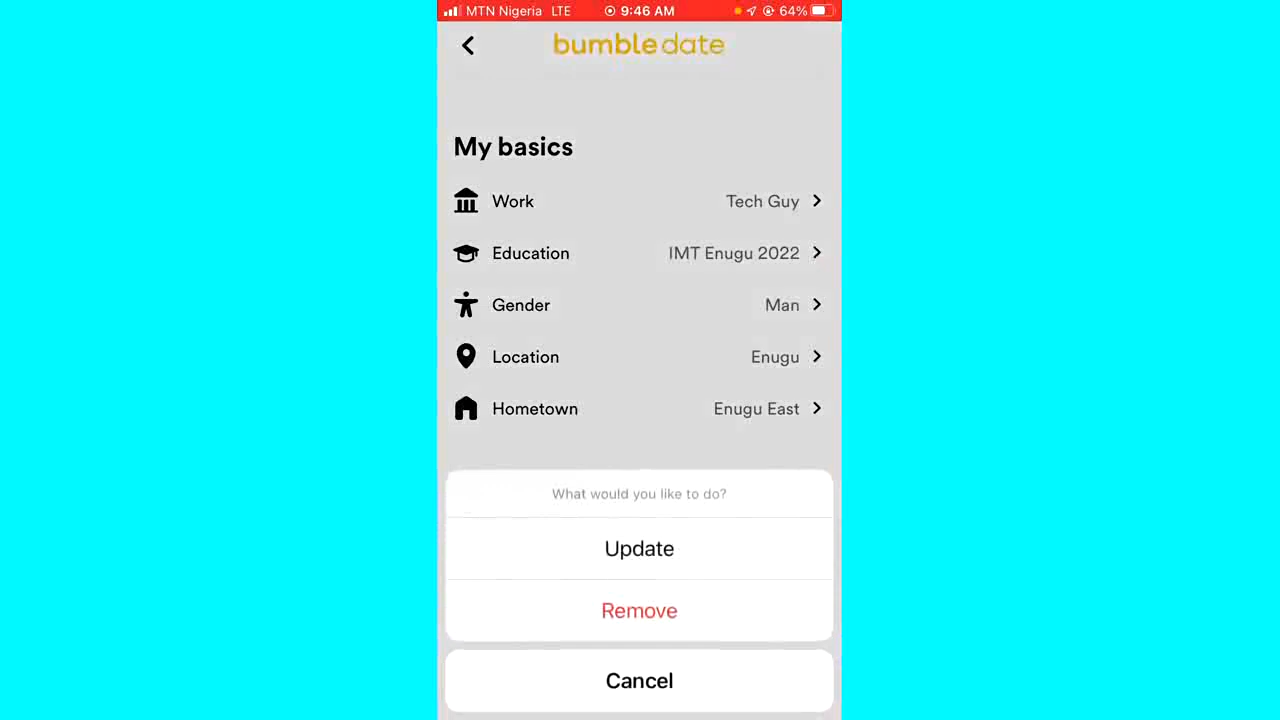 MTN Nigeria LTE 9:46 AM 64%
bumble date
My basics
Work Tech Guy
Education IMT Enugu 2022
Gender Man
Location Enugu
Hometown Enugu East
What would you like to do?
Update
Remove
Cancel